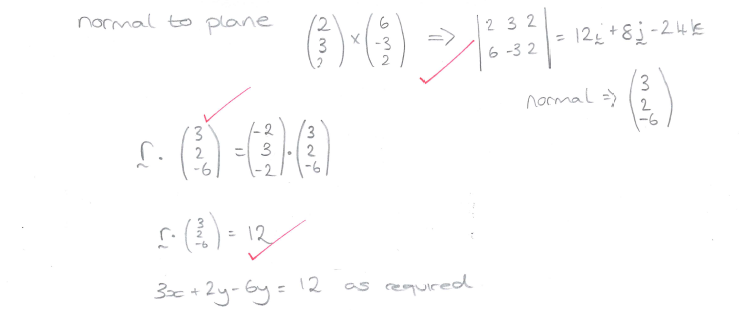 normal to plane (2 3 2) × (6 -3 2) => |2 3 2 6 -3 2| = 12i + 8j - 24k
normal => (3 2 -6)
r . (3 2 -6) = (-2 3 -2) . (3 2 -6)
r . (3 2 -6) = 12
3x + 2y - 6y = 12 as required